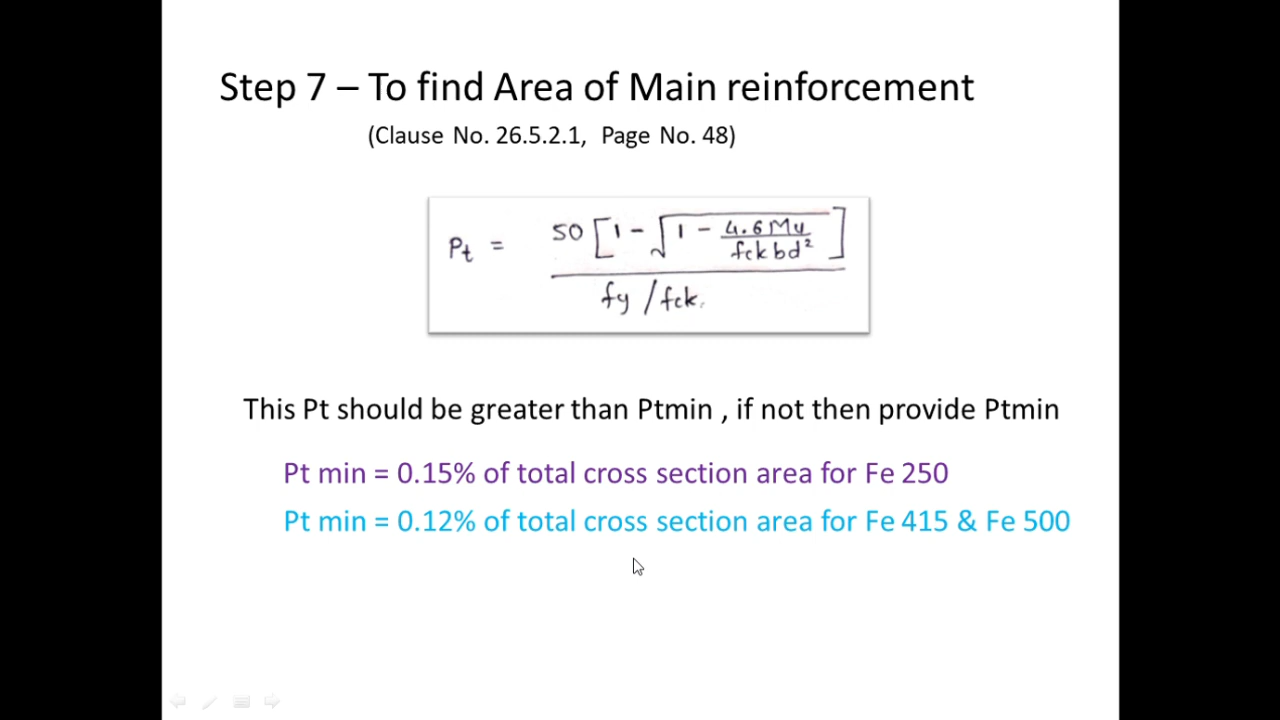 Step 7 – To find Area of Main reinforcement
(Clause No. 26.5.2.1, Page No. 48)
Pt = 50 [1 - √1 - 4.6 Mu / fck bd²]
fy / fck.
This Pt should be greater than Ptmin , if not then provide Ptmin
Pt min = 0.15% of total cross section area for Fe 250
Pt min = 0.12% of total cross section area for Fe 415 & Fe 500